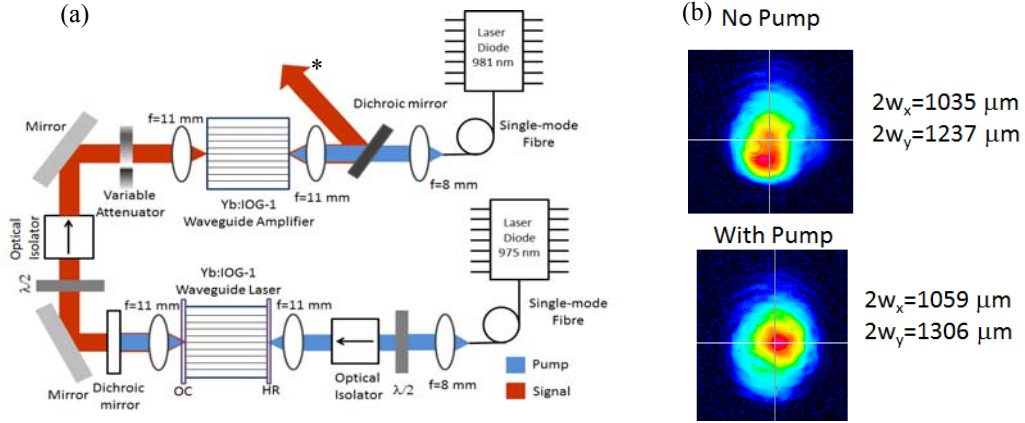 (a)
Laser
Diode
981 nm
*
Dichroic mirror
Mirror
f=11 mm
Single-mode
Fibre
f=11 mm
f=8 mm
Variable
Attenuator
Yb:IOG-1
Waveguide Amplifier
Optical
Isolator
Laser
Diode
975 nm
λ/2
Yb:IOG-1
Waveguide Laser
f=11 mm
f=11 mm
Single-mode
Fibre
Mirror
Dichroic
mirror
OC
HR
Optical
Isolator
λ/2
f=8 mm
Pump
Signal
(b)
No Pump
2wx=1035 μm
2wy=1237 μm
With Pump
2wx=1059 μm
2wy=1306 μm